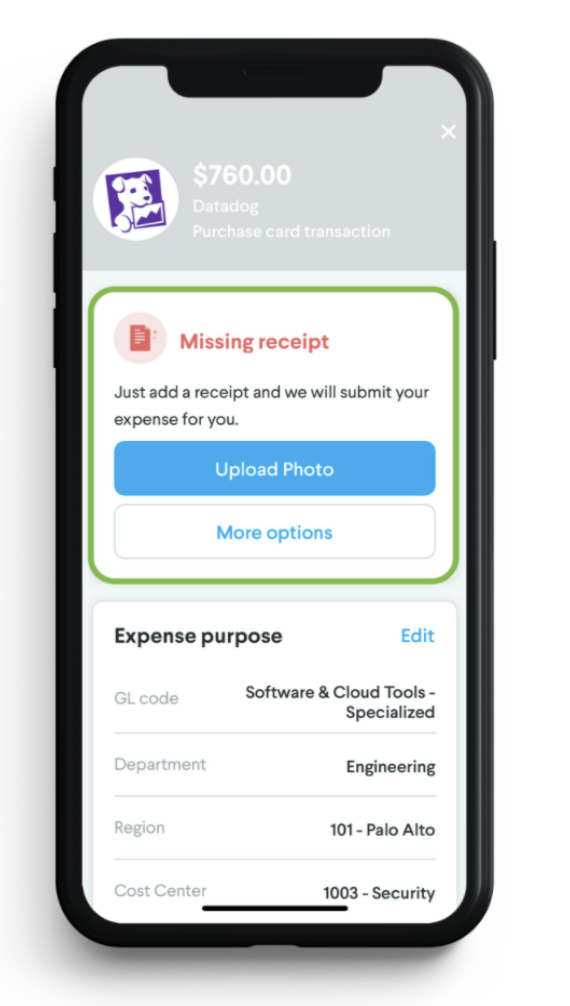 $760.00
Datadog
Purchase card transaction
Missing receipt
Just add a receipt and we will submit your
expense for you.
Upload Photo
More options
Expense purpose
Edit
GL code
Software & Cloud Tools -
Specialized
Department
Engineering
Region
101 - Palo Alto
Cost Center
1003 - Security